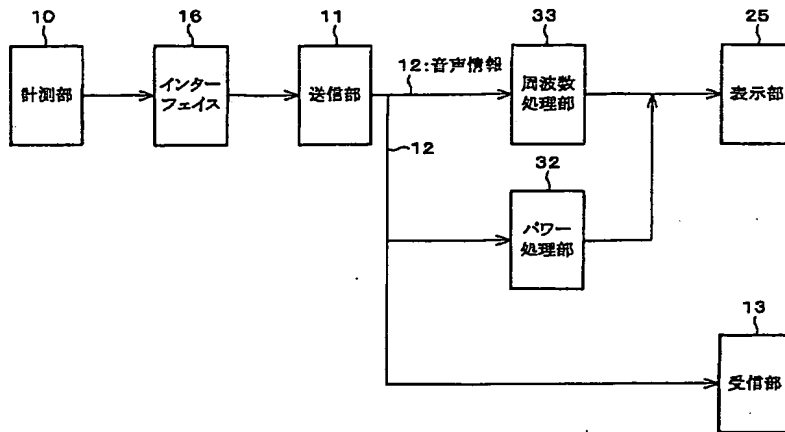 10
16
11
33
25
計測部
インター
フェイス
送信部
12:音声情報
周波数
処理部
表示部
12
32
パワー
処理部
13
受信部